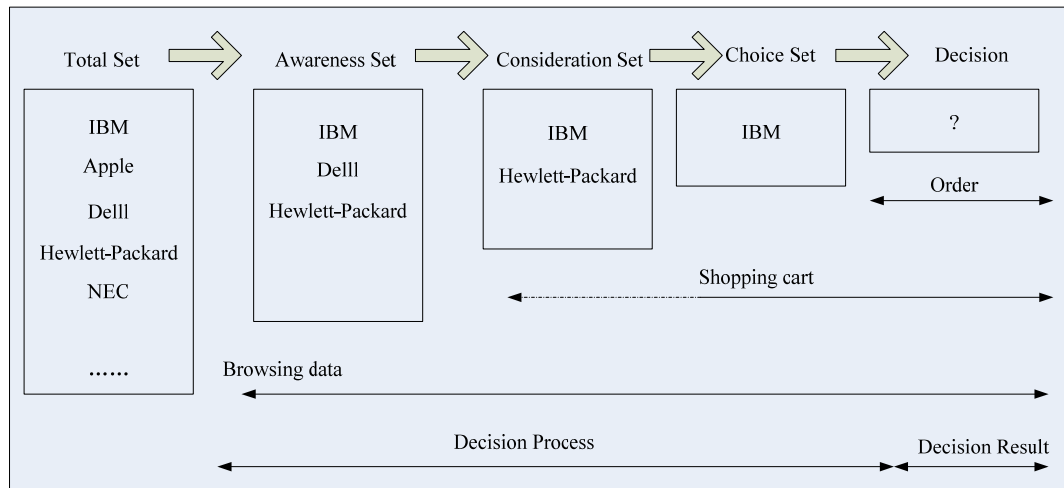 Total Set
Awareness Set
Consideration Set
Choice Set
Decision
IBM
Apple
Delll
Hewlett-Packard
NEC
......
IBM
Delll
Hewlett-Packard
IBM
Hewlett-Packard
IBM
?
Order
Shopping cart
Browsing data
Decision Process
Decision Result